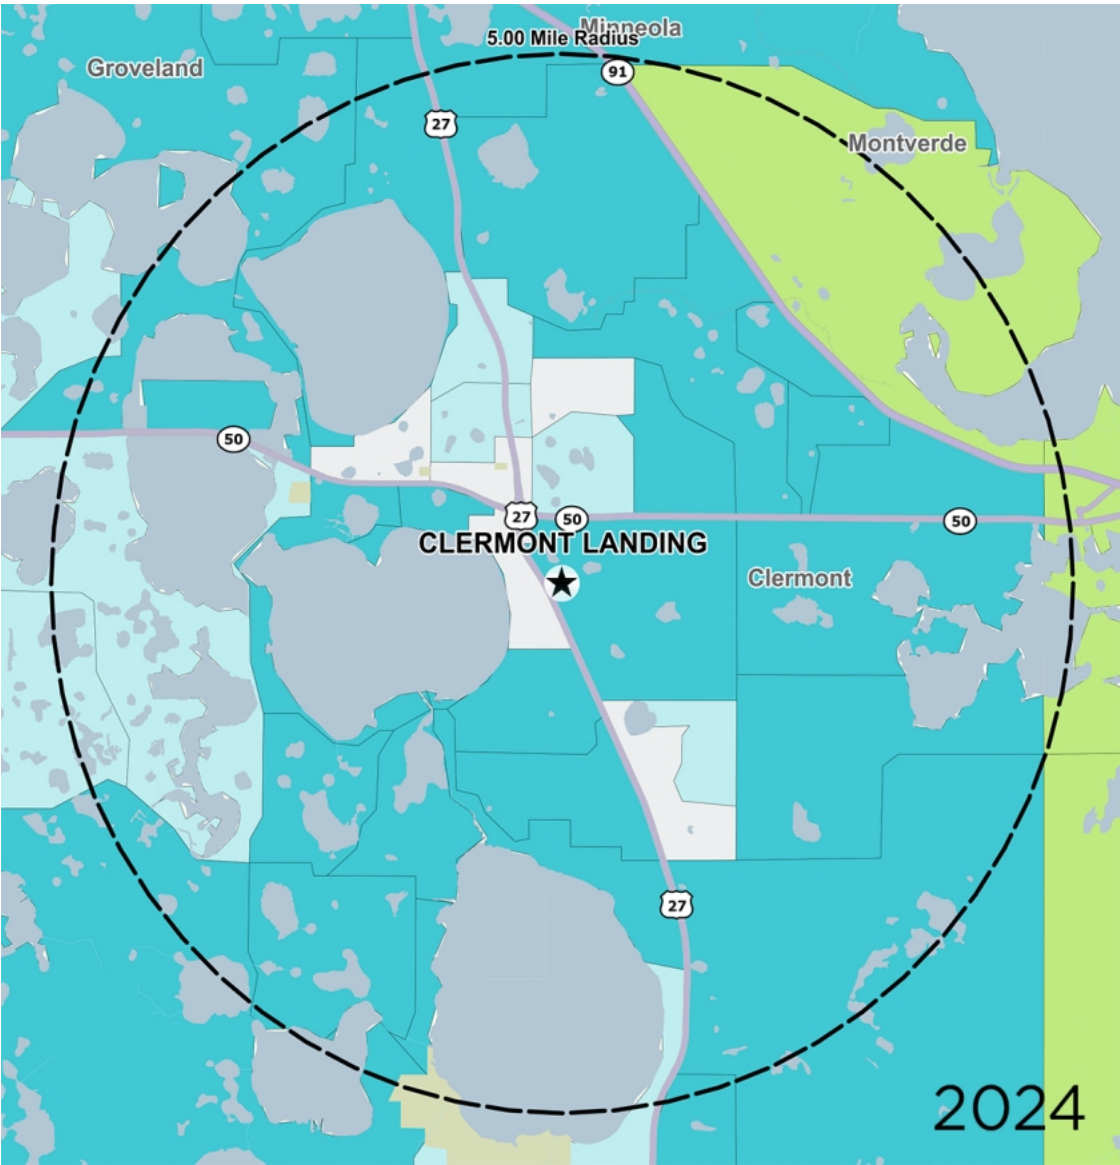 Minneola
5.00 Mile Radius
Groveland
91
27
Montverde
50
27
50
50
CLERMONT LANDING
Clermont
27
2024